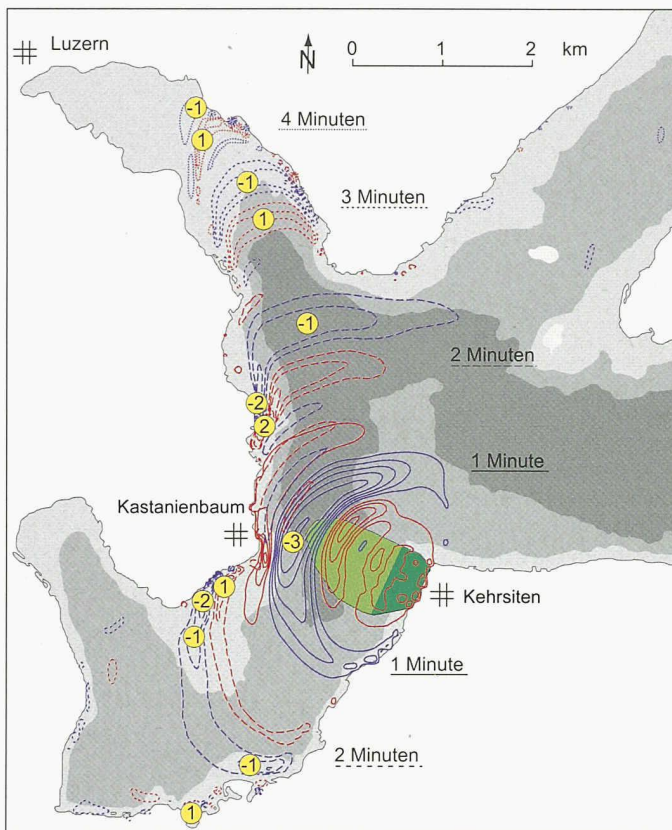 Luzern
N
0 1 2 km
-1
4 Minuten
1
-1
3 Minuten
1
-1
2 Minuten
-2
2
1 Minute
Kastanienbaum
-3
1
-2
Kehrsiten
-1
1 Minute
2 Minuten
-1
1